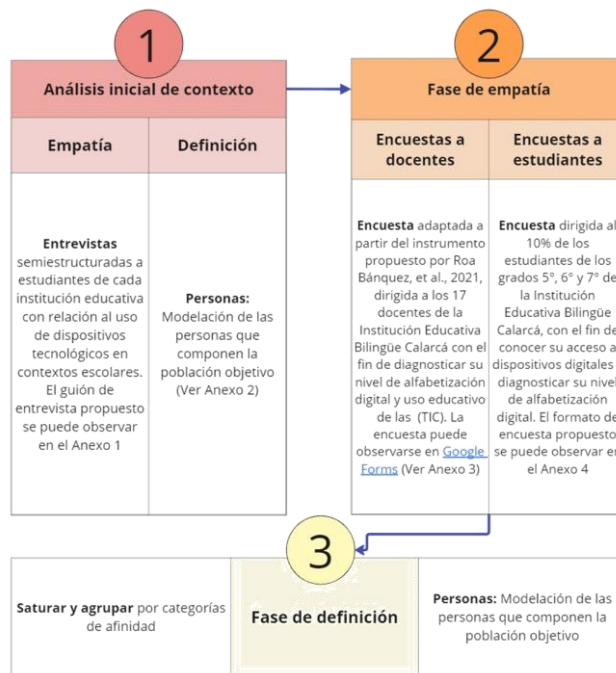 1
Análisis inicial de contexto
Empatía
Definición
Entrevistas
semiestructuradas a
estudiantes de cada
institución educativa
con relación al uso
de dispositivos
tecnológicos en
contextos escolares.
El guión de
entrevista propuesto
se puede observar
en el Anexo 1
Personas:
Modelación de las
personas que
componen la
población objetivo
(Ver Anexo 2)
2
Fase de empatía
Encuestas a
docentes
Encuestas a
estudiantes
Encuesta adaptada a
partir del instrumento
propuesto por Roa
Bánquez, et al., 2021,
dirigida a los 17
docentes de la
Institución Educativa
Bilingüe Calarcá con el
fin de diagnosticar su
nivel de alfabetización
digital y uso educativo
de las (TIC). La
encuesta puede
observarse en Google
Forms (Ver Anexo 3)
Encuesta dirigida al
10% de los
estudiantes de los
grados 5°, 6° y 7° de
la Institución
Educativa Bilingüe
Calarcá, con el fin de
conocer su acceso a
dispositivos digitales
diagnosticar su nivel
de alfabetización
digital. El formato de
encuesta propuesto
se puede observar en
el Anexo 4
3
Saturar y agrupar por categorías
de afinidad
Fase de definición
Personas: Modelación de las
personas que componen la
población objetivo